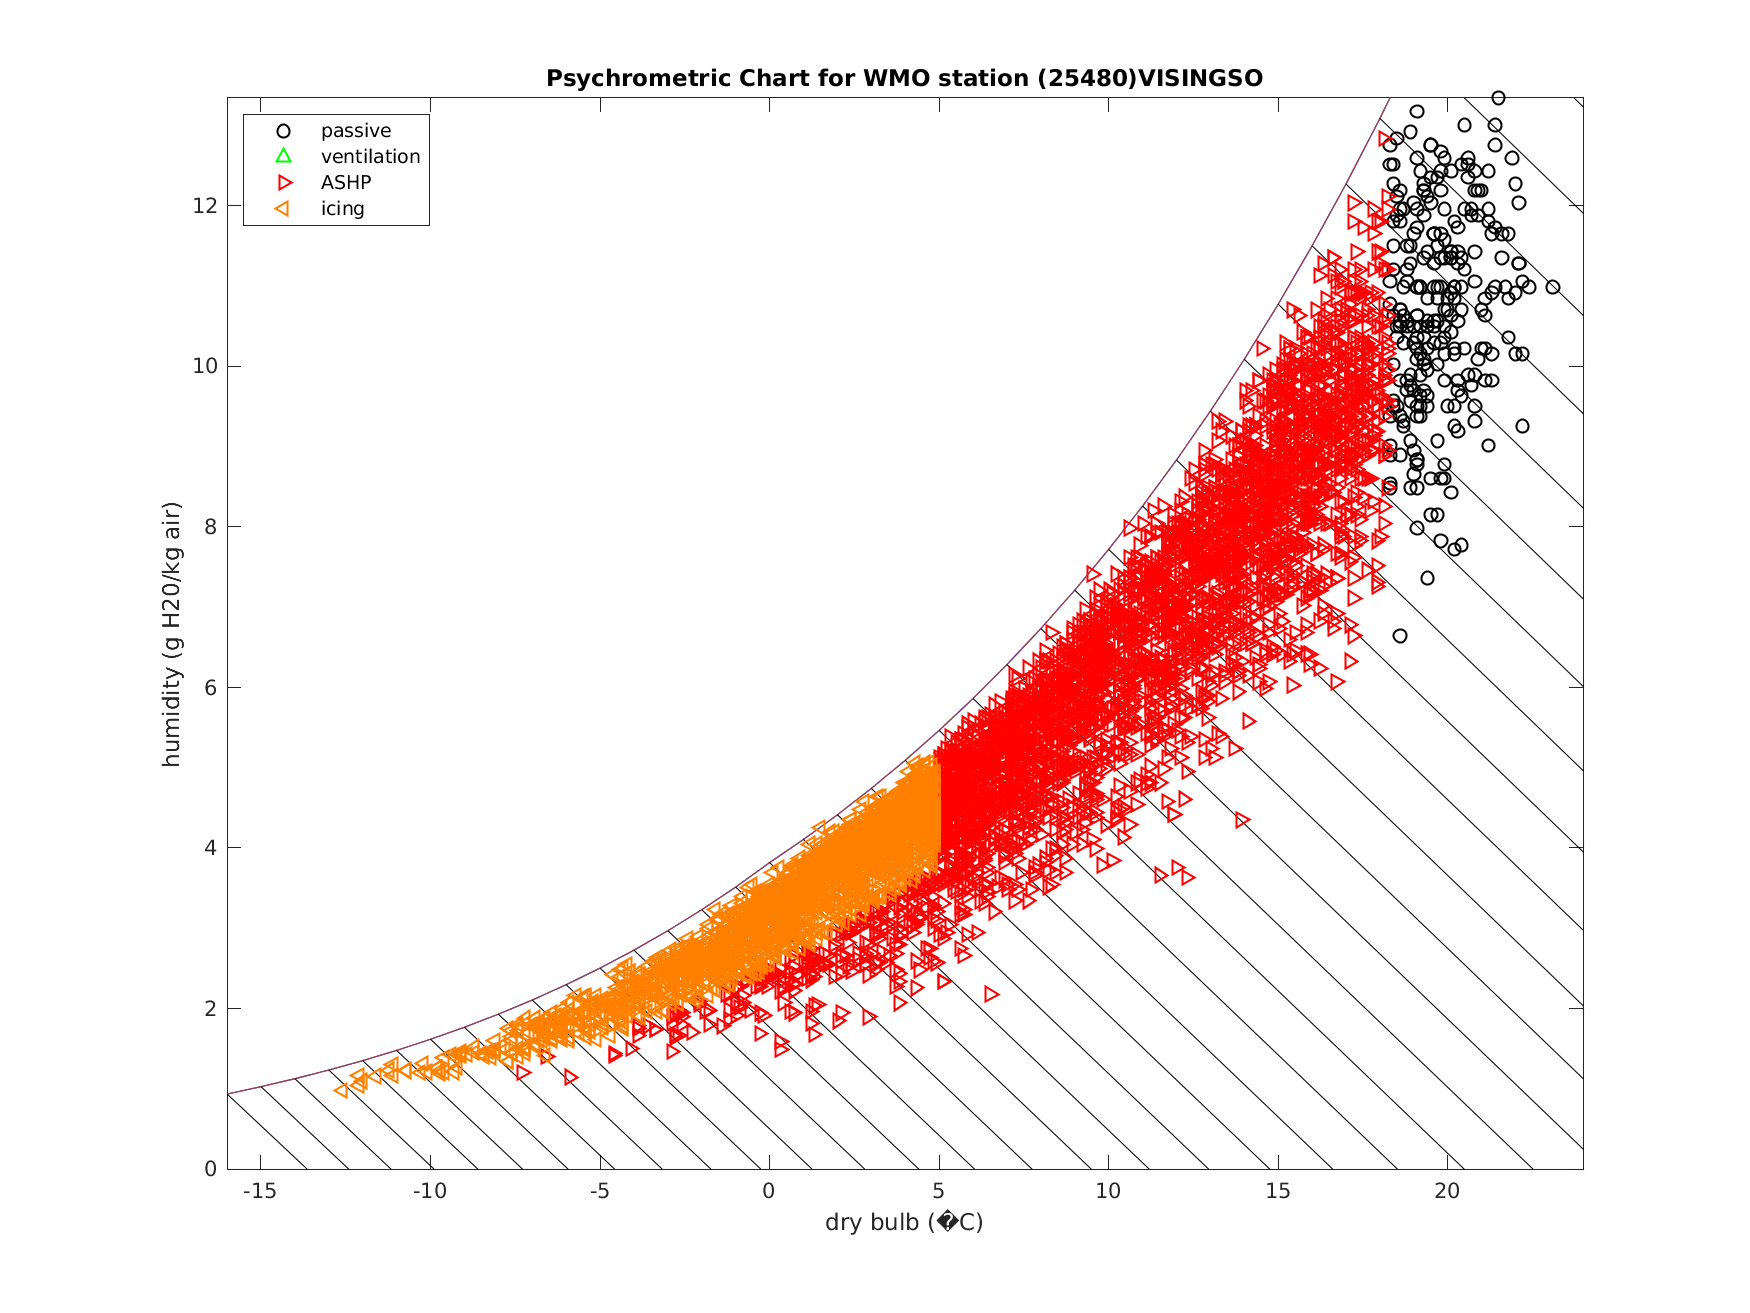 Psychrometric Chart for WMO station (25480)VISINGSO
passive
ventilation
ASHP
icing
humidity (g H20/kg air)
12
10
8
6
4
2
0
-15 -10 -5 0 5 10 15 20
dry bulb (�C)